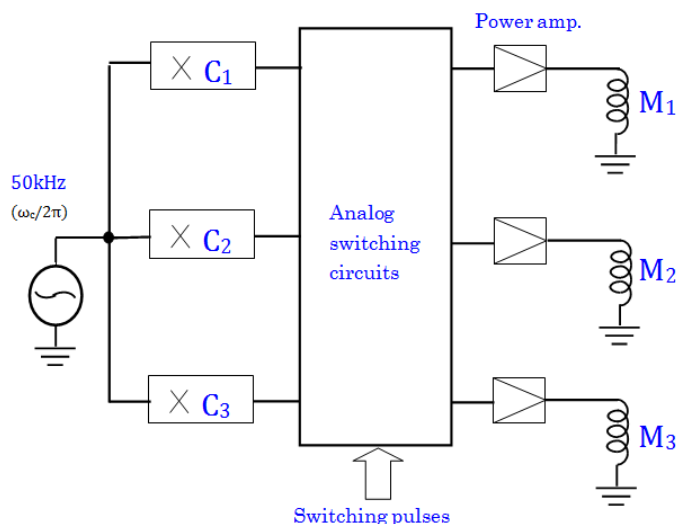 Power amp.
× C₁
M₁
50kHz
(ωc/2π)
× C₂
Analog
switching
circuits
M₂
× C₃
M₃
Switching pulses